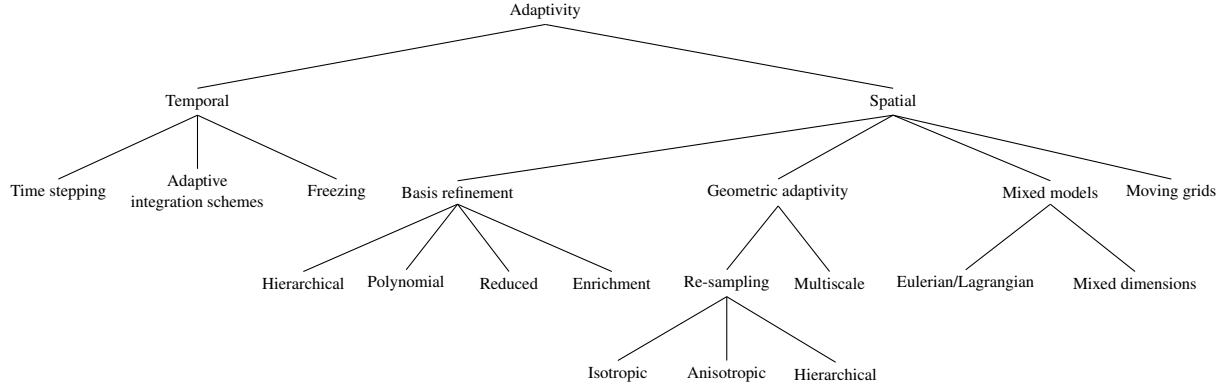 Adaptivity
Temporal
Spatial
Time stepping
Adaptive
integration schemes
Freezing
Basis refinement
Geometric adaptivity
Mixed models
Moving grids
Hierarchical
Polynomial
Reduced
Enrichment
Re-sampling
Multiscale
Eulerian/Lagrangian
Mixed dimensions
Isotropic
Anisotropic
Hierarchical